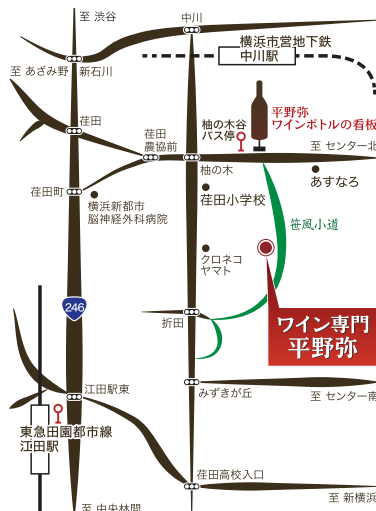 至 渋谷
中川
横浜市営地下鉄
中川駅
至 あざみ野
新石川
平野弥
ワインボトルの看板
柚の木谷
バス停
荏田
荏田
農協前
至 センター北
柚の木
あすなろ
荏田町
荏田小学校
横浜新都市
脳神経外科病院
笹風小道
クロネコ
ヤマト
246
折田
ワイン専門
平野弥
江田駅東
みずきが丘
至 センター南
東急田園都市線
江田駅
荏田高校入口
至 新横浜
至 中央林間